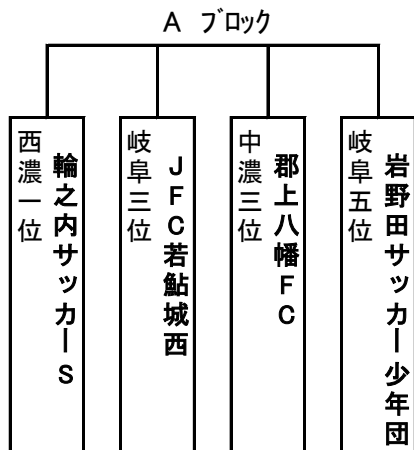 A ブロック
西濃一位
輪之内サッカーS
岐阜三位
JFC若鮎城西
中濃三位
郡上八幡FC
岐阜五位
岩野田サッカー少年団